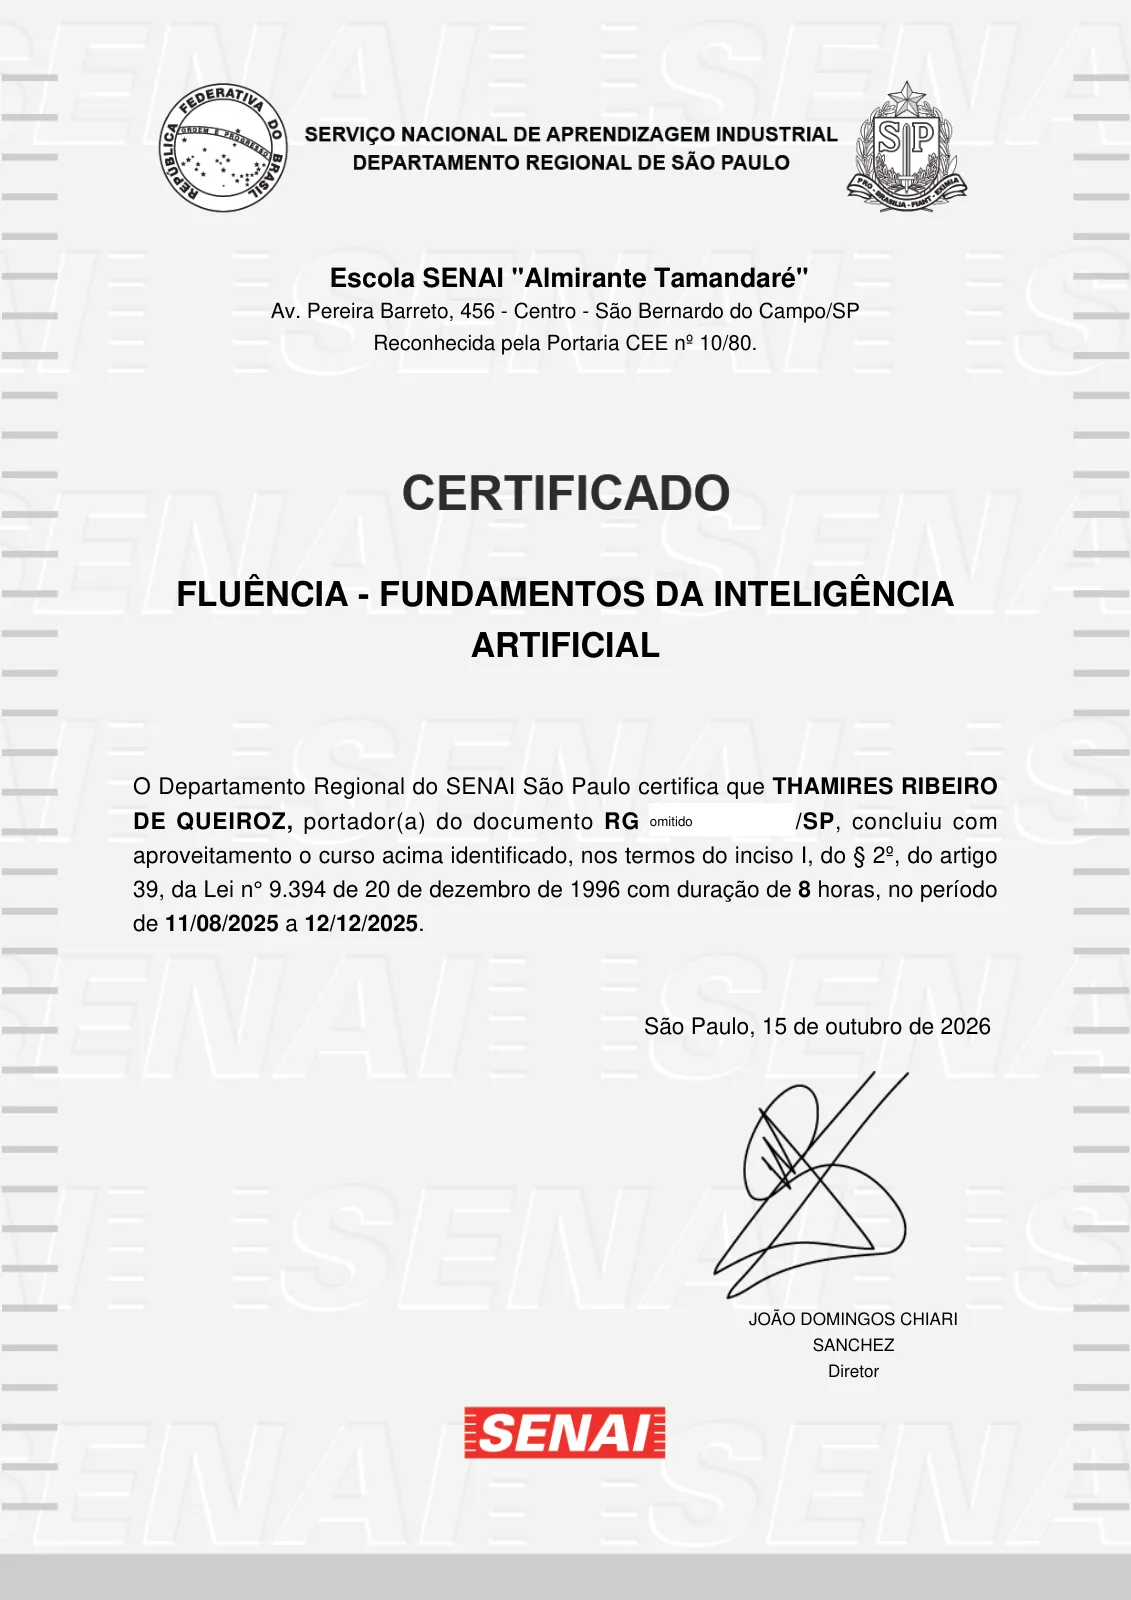 REPÚBLICA FEDERATIVA DO BRASIL
ORDEM E PROGRESSO
SERVIÇO NACIONAL DE APRENDIZAGEM INDUSTRIAL
DEPARTAMENTO REGIONAL DE SÃO PAULO
SP
PRO - BRASILIA - FIANT - EXIMIA
Escola SENAI "Almirante Tamandaré"
Av. Pereira Barreto, 456 - Centro - São Bernardo do Campo/SP
Reconhecida pela Portaria CEE nº 10/80.
CERTIFICADO
FLUÊNCIA - FUNDAMENTOS DA INTELIGÊNCIA
ARTIFICIAL
O Departamento Regional do SENAI São Paulo certifica que THAMIRES RIBEIRO
DE QUEIROZ, portador(a) do documento RG omitido /SP, concluiu com
aproveitamento o curso acima identificado, nos termos do inciso I, do § 2º, do artigo
39, da Lei n° 9.394 de 20 de dezembro de 1996 com duração de 8 horas, no período
de 11/08/2025 a 12/12/2025.
São Paulo, 15 de outubro de 2026
JOÃO DOMINGOS CHIARI
SANCHEZ
Diretor
SENAI